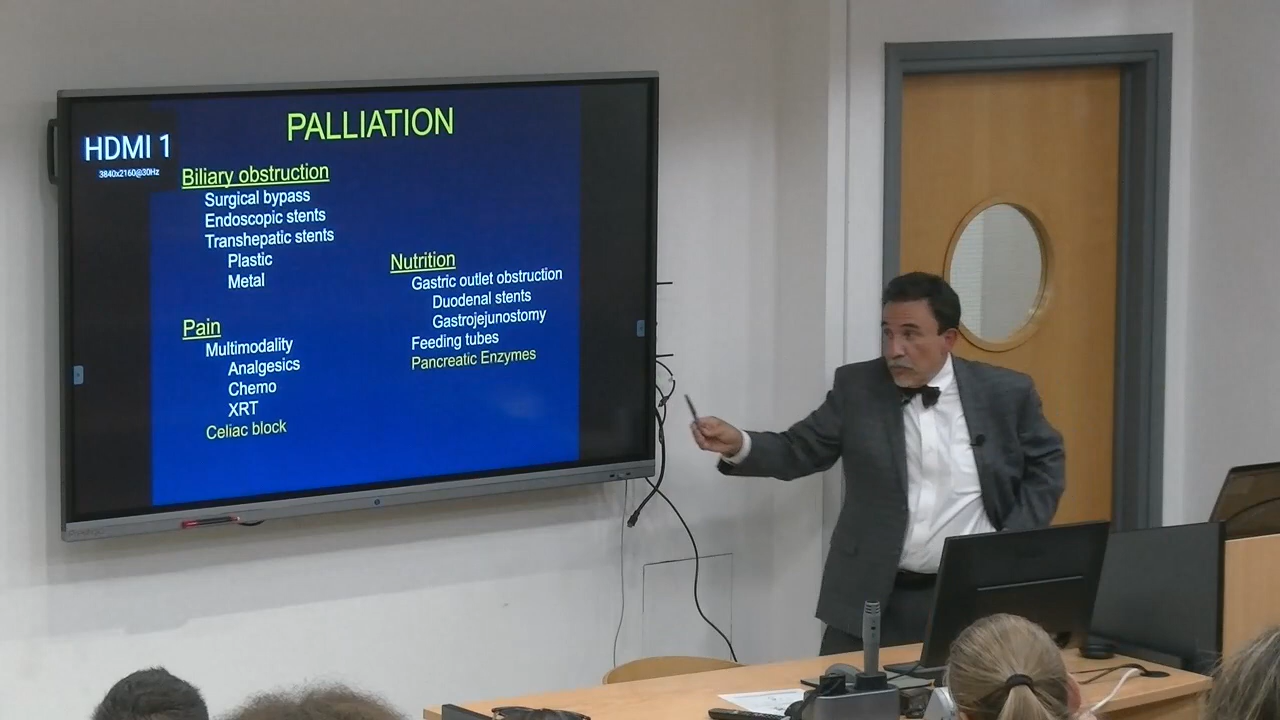 PALLIATION
HDMI 1
3840x2160@30Hz
Biliary obstruction
Surgical bypass
Endoscopic stents
Transhepatic stents
Plastic
Metal
Pain
Multimodality
Analgesics
Chemo
XRT
Celiac block
Nutrition
Gastric outlet obstruction
Duodenal stents
Gastrojejunostomy
Feeding tubes
Pancreatic Enzymes